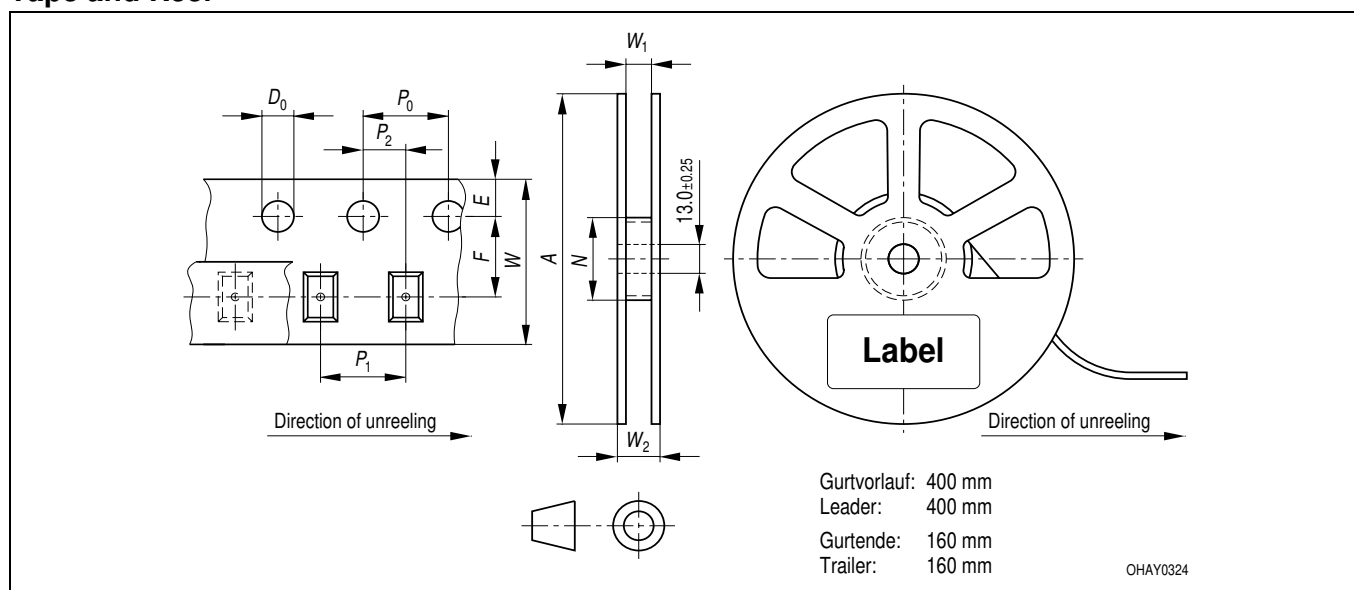 Tape and Reel
W1
D0
P0
P2
E
13.0±0.25
F
W
A
N
Label
P1
Direction of unreeling
W2
Direction of unreeling
Gurtvorlauf: 400 mm
Leader: 400 mm
Gurtende: 160 mm
Trailer: 160 mm
OHAY0324